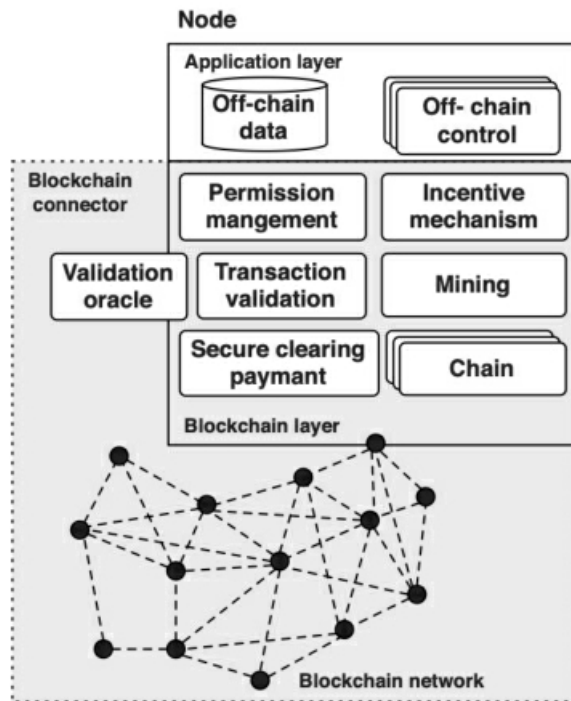 Node
Application layer
Off-chain
data
Off- chain
control
Blockchain
connector
Permission
mangement
Incentive
mechanism
Validation
oracle
Transaction
validation
Mining
Secure clearing
paymant
Chain
Blockchain layer
Blockchain network